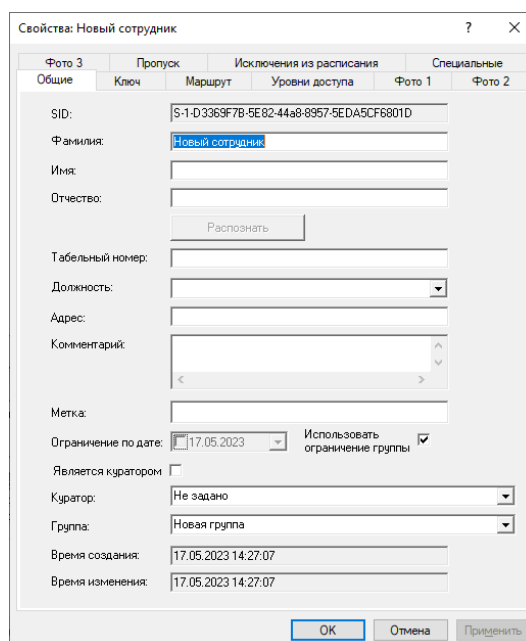 Свойства: Новый сотрудник
Фото 3 Пропуск Исключения из расписания Специальные
Общие Ключ Маршрут Уровни доступа Фото 1 Фото 2
SID: S-1-D3369F7B-5E82-44a8-8957-5EDA5CF6801D
Фамилия: Новый сотрудник
Имя:
Отчество:
Распознать
Табельный номер:
Должность:
Адрес:
Комментарий:
Метка:
Ограничение по дате: 17.05.2023 Использовать
ограничение группы
Является куратором
Куратор: Не задано
Группа: Новая группа
Время создания: 17.05.2023 14:27:07
Время изменения: 17.05.2023 14:27:07
OK Отмена Применить